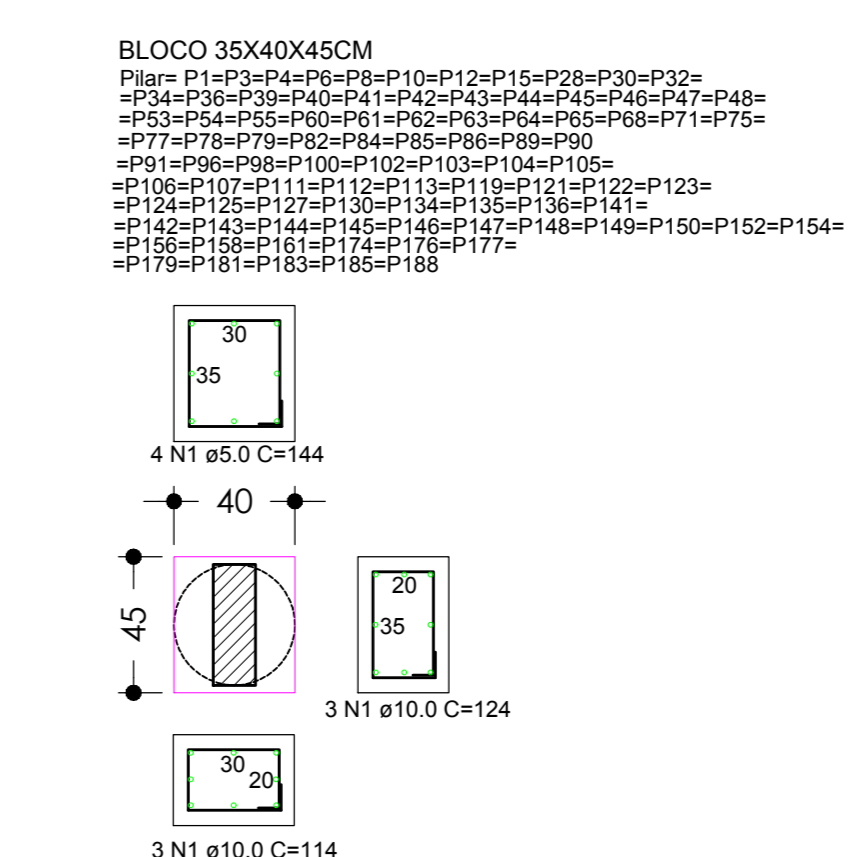 BLOCO 35X40X45CM
Pilar= P1=P3=P4=P6=P8=P10=P12=P15=P28=P30=P32=
=P34=P36=P39=P40=P41=P42=P43=P44=P45=P46=P47=P48=
=P53=P54=P55=P60=P61=P62=P63=P64=P65=P68=P71=P75=
=P77=P78=P79=P82=P84=P85=P86=P89=P90
=P91=P96=P98=P100=P102=P103=P104=P105=
=P106=P107=P111=P112=P113=P119=P121=P122=P123=
=P124=P125=P127=P130=P134=P135=P136=P141=
=P142=P143=P144=P145=P146=P147=P148=P149=P150=P152=P154=
=P156=P158=P161=P174=P176=P177=
=P179=P181=P183=P185=P188
30
35
4 N1 ø5.0 C=144
40
45
20
35
3 N1 ø10.0 C=124
30
20
3 N1 ø10.0 C=114